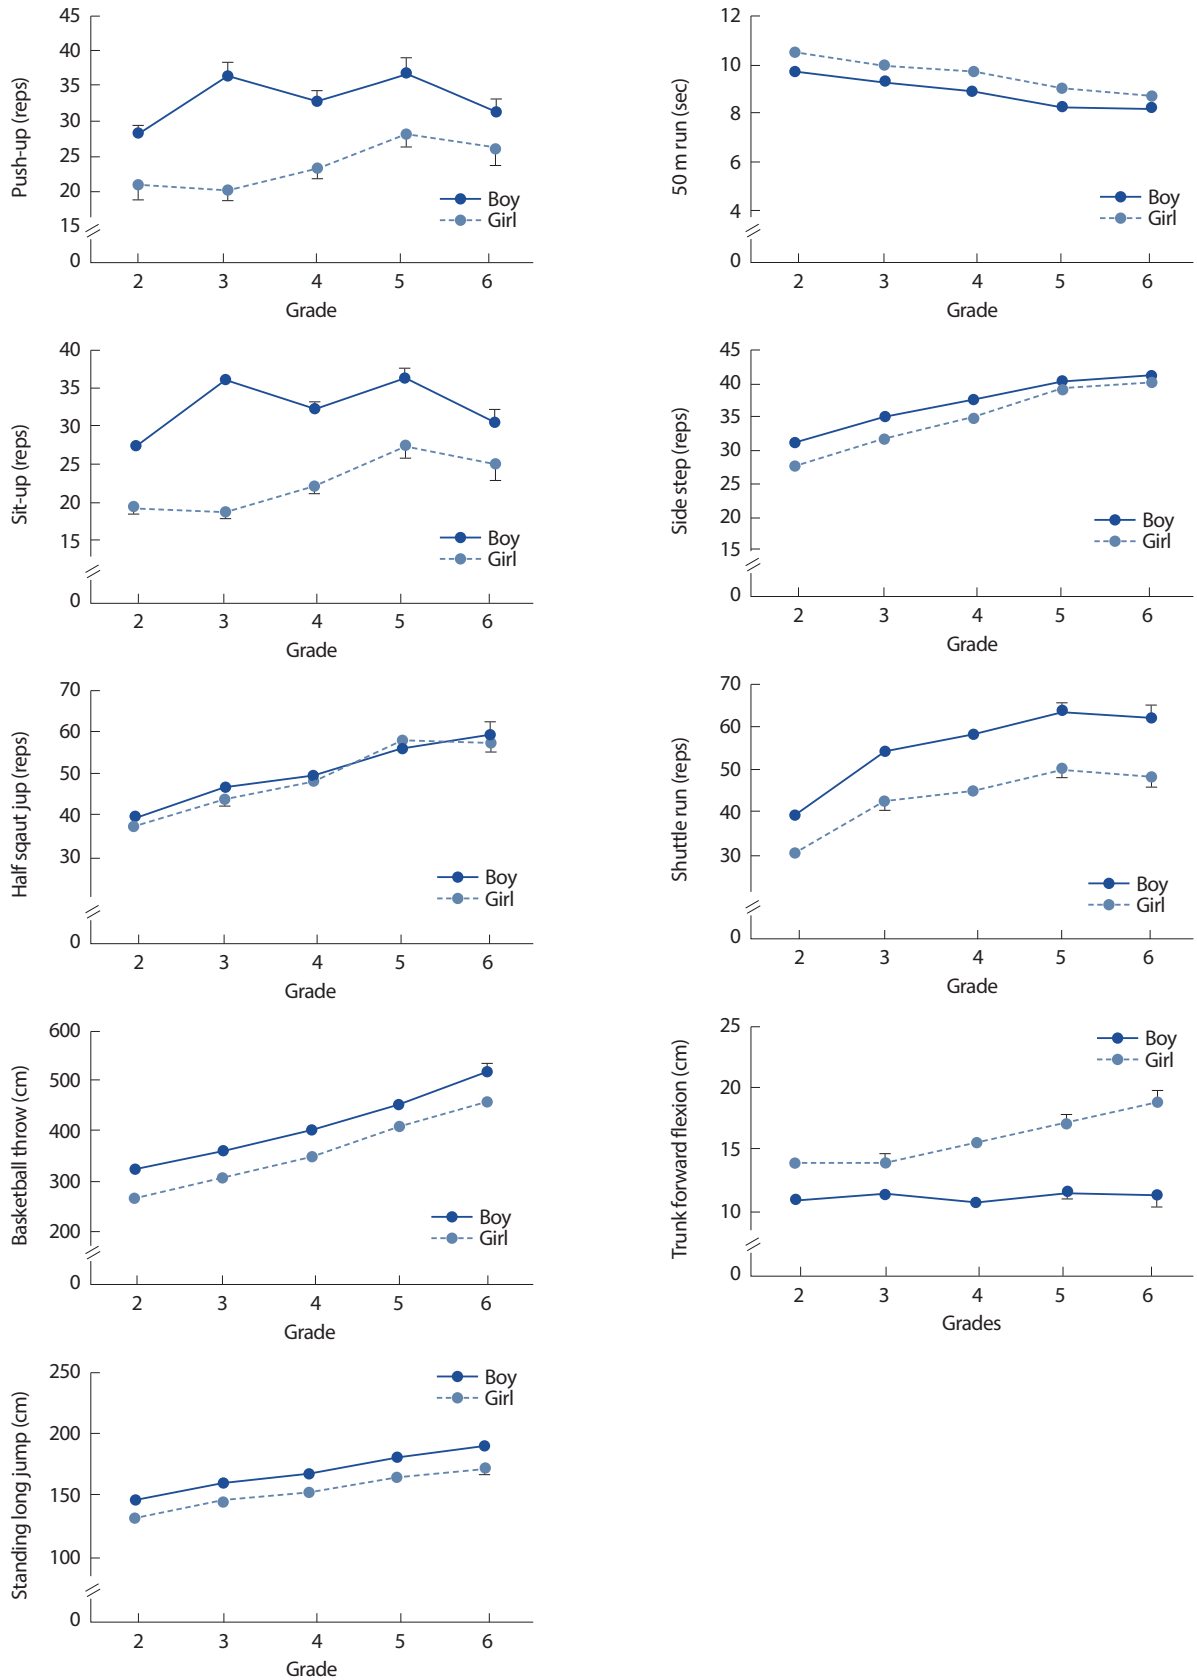 Push-up (reps)
45
40
35
30
25
20
15
0
Boy
Girl
2 3 4 5 6
Grade
50 m run (sec)
12
10
8
6
4
0
Boy
Girl
2 3 4 5 6
Grade
Sit-up (reps)
40
35
30
25
20
15
0
Boy
Girl
2 3 4 5 6
Grade
Side step (reps)
45
40
35
30
25
20
15
0
Boy
Girl
2 3 4 5 6
Grade
Half sqaut jup (reps)
70
60
50
40
30
0
Boy
Girl
2 3 4 5 6
Grade
Shuttle run (reps)
70
60
50
40
30
0
Boy
Girl
2 3 4 5 6
Grade
Basketball throw (cm)
600
500
400
300
200
0
Boy
Girl
2 3 4 5 6
Grade
Trunk forward flexion (cm)
25
20
15
10
0
Boy
Girl
2 3 4 5 6
Grades
Standing long jump (cm)
250
200
150
100
0
Boy
Girl
2 3 4 5 6
Grade